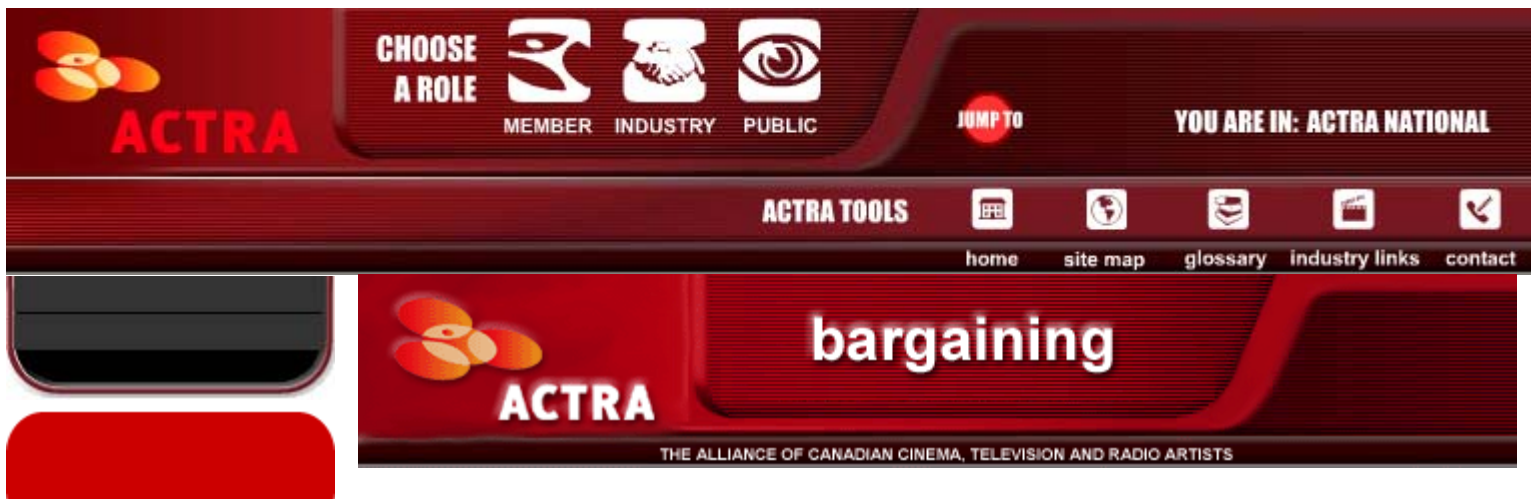 CHOOSE
A ROLE
MEMBER INDUSTRY PUBLIC
ACTRA
JUMP TO
YOU ARE IN: ACTRA NATIONAL
ACTRA TOOLS
home site map glossary industry links contact
bargaining
ACTRA
THE ALLIANCE OF CANADIAN CINEMA, TELEVISION AND RADIO ARTISTS